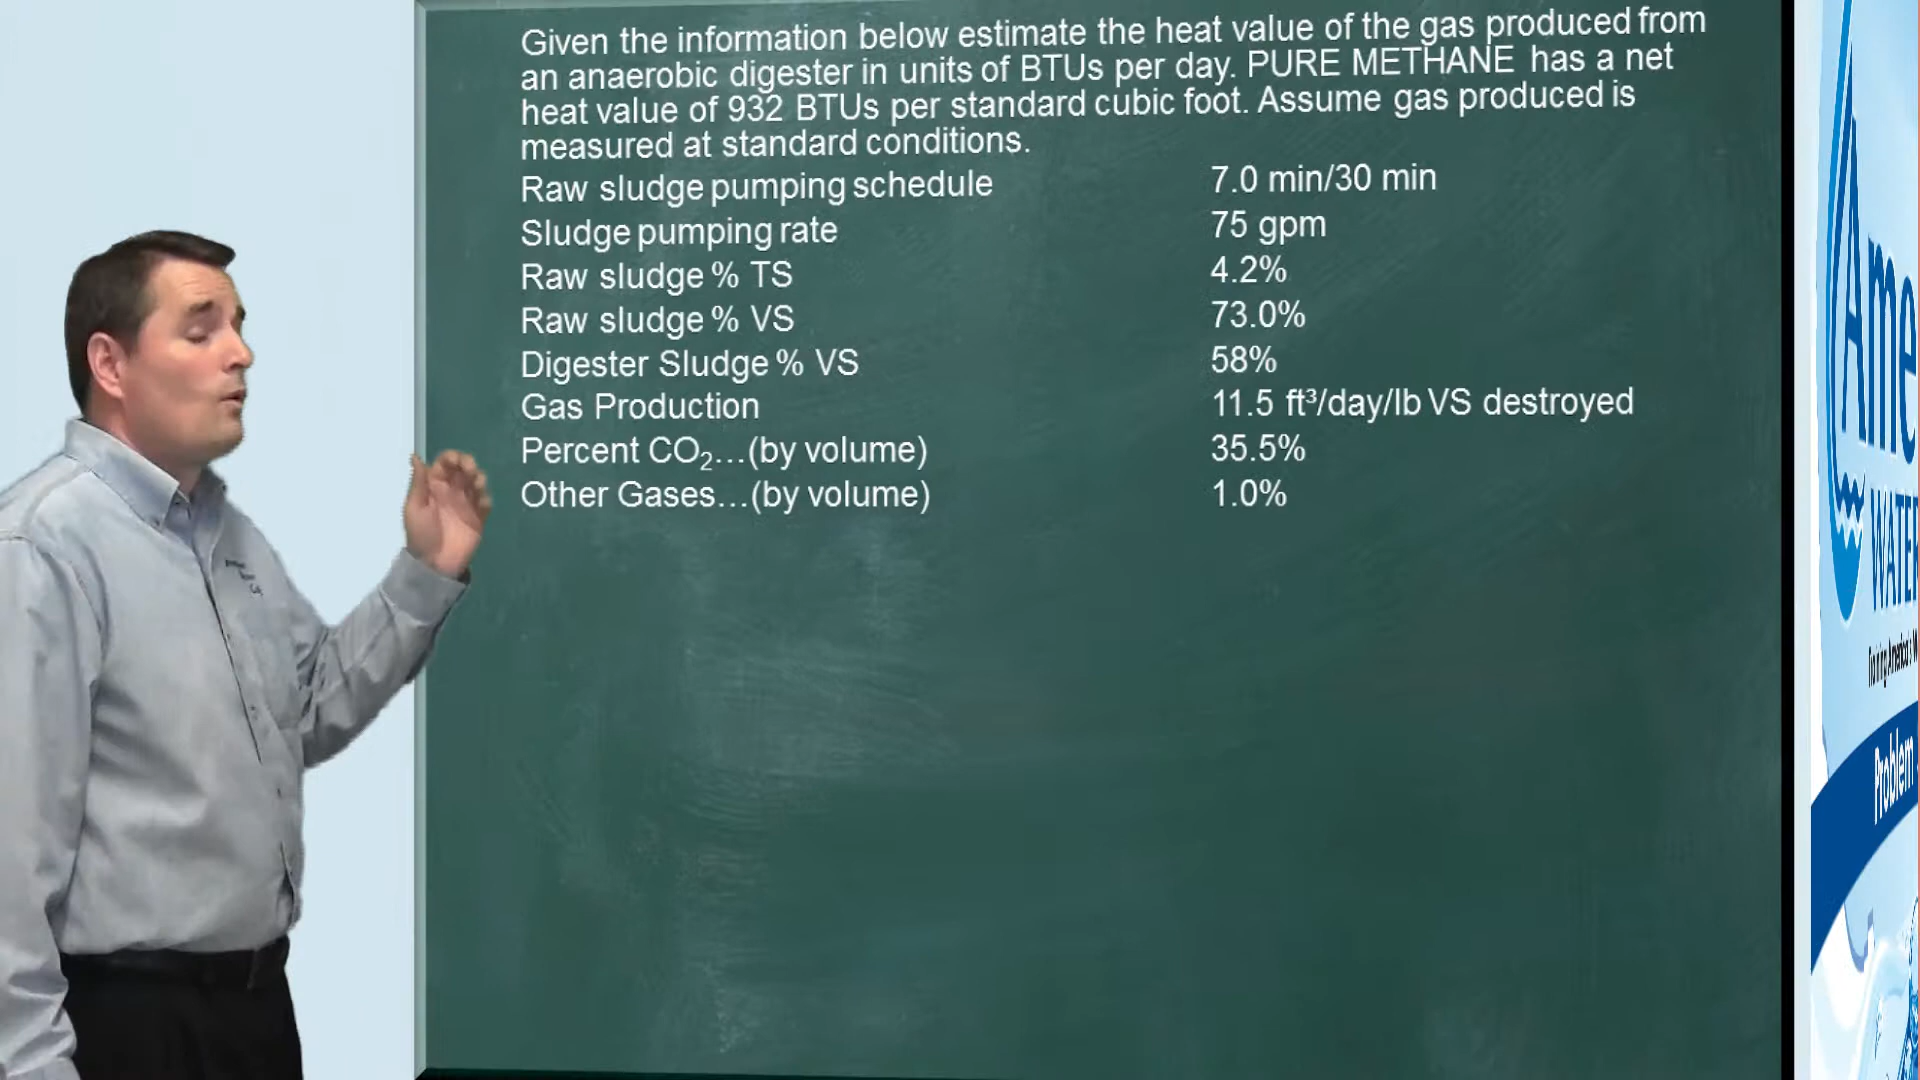 Given the information below estimate the heat value of the gas produced from
an anaerobic digester in units of BTUs per day. PURE METHANE has a net
heat value of 932 BTUs per standard cubic foot. Assume gas produced is
measured at standard conditions.
Raw sludge pumping schedule 7.0 min/30 min
Sludge pumping rate 75 gpm
Raw sludge % TS 4.2%
Raw sludge % VS 73.0%
Digester Sludge % VS 58%
Gas Production 11.5 ft³/day/lb VS destroyed
Percent CO₂...(by volume) 35.5%
Other Gases...(by volume) 1.0%
Ame
WATER
Problem